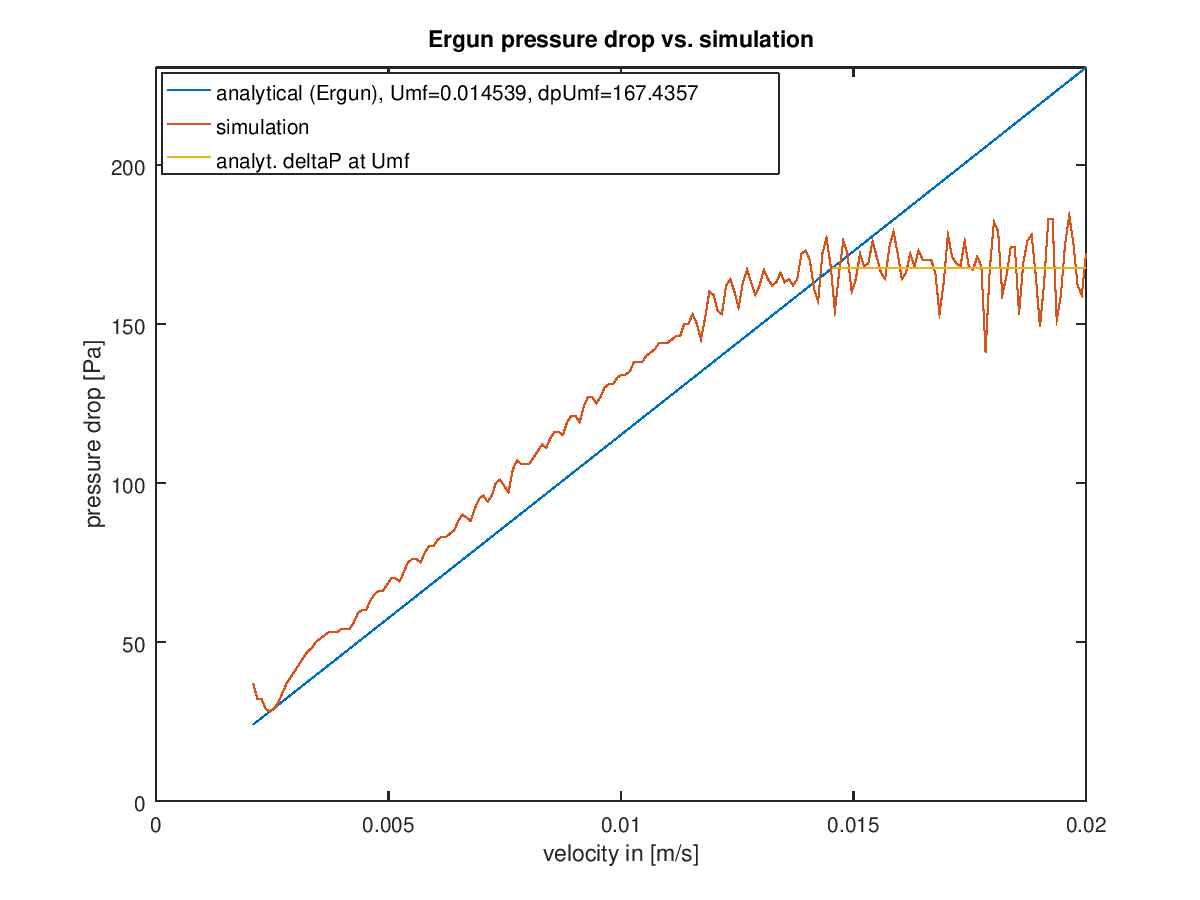 Ergun pressure drop vs. simulation
analytical (Ergun), Umf=0.014539, dpUmf=167.4357
simulation
analyt. deltaP at Umf
200
150
100
50
0
pressure drop [Pa]
0
0.005
0.01
0.015
0.02
velocity in [m/s]